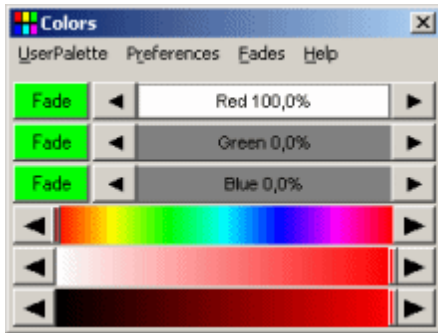 Colors
UserPalette Preferences Fades Help
Fade Red 100,0%
Fade Green 0,0%
Fade Blue 0,0%